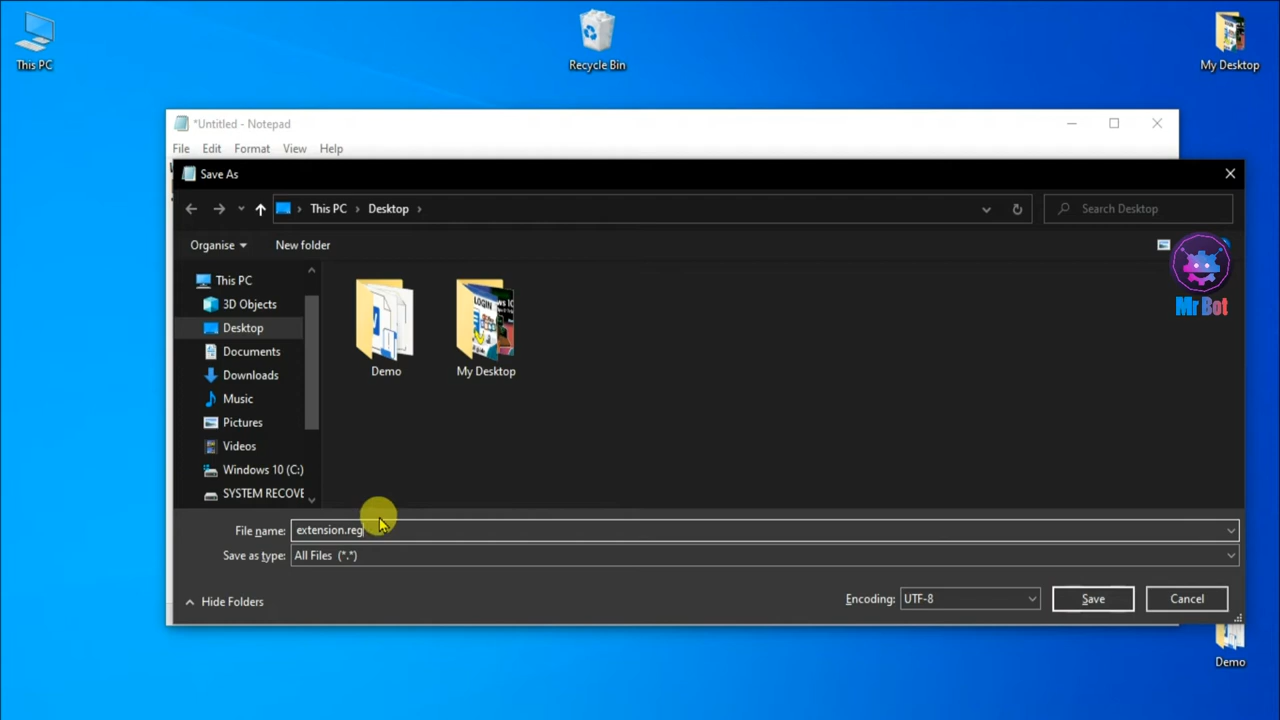 This PC
Recycle Bin
My Desktop
*Untitled - Notepad
File Edit Format View Help
Save As
This PC Desktop
Search Desktop
Organise New folder
This PC
3D Objects
Desktop
Documents
Downloads
Music
Pictures
Videos
Windows 10 (C:)
SYSTEM RECOVE
Demo
My Desktop
LOGIN
Mr Bot
File name: extension.reg
Save as type: All Files (*.*)
Hide Folders
Encoding: UTF-8
Save
Cancel
Demo